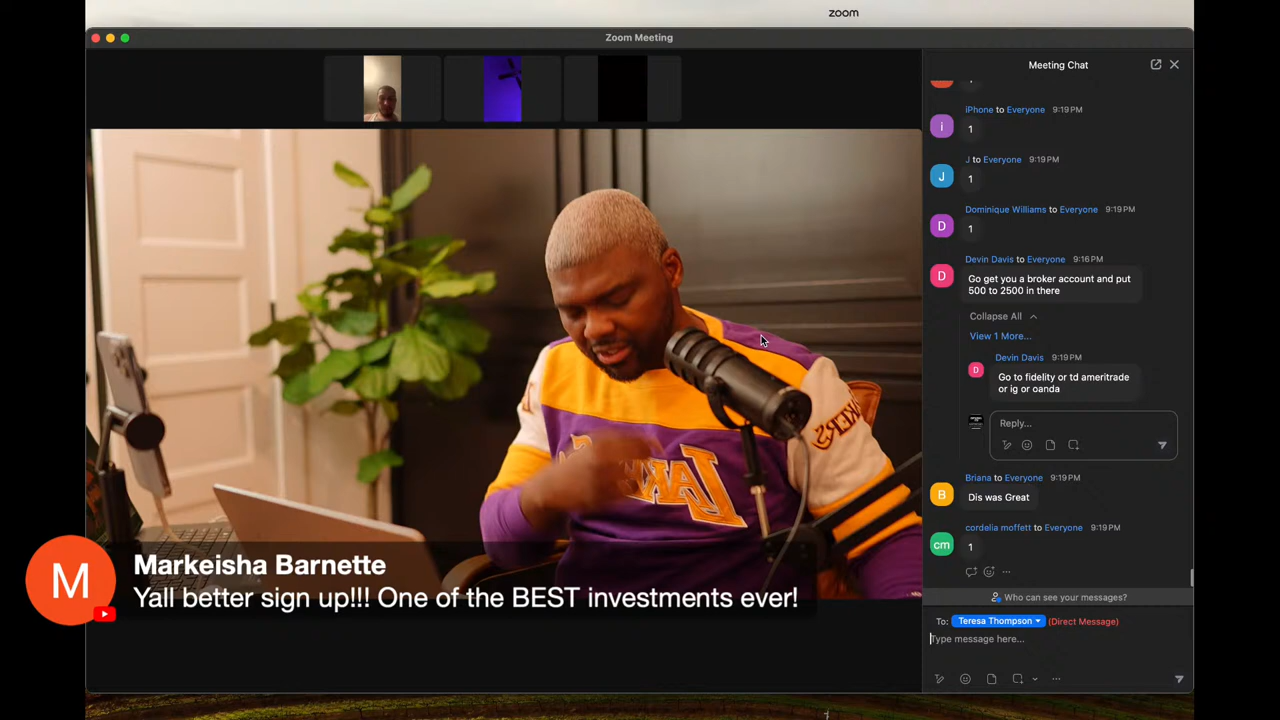 zoom
Zoom Meeting
Meeting Chat
iPhone to Everyone 9:19 PM
1
J to Everyone 9:19 PM
1
Dominique Williams to Everyone 9:19 PM
1
Devin Davis to Everyone 9:16 PM
Go get you a broker account and put
500 to 2500 in there
Collapse All
View 1 More...
Devin Davis 9:19 PM
Go to fidelity or td ameritrade
or ig or oanda
Reply...
Briana to Everyone 9:19 PM
Dis was Great
cordelia moffett to Everyone 9:19 PM
1
Who can see your messages?
To: Teresa Thompson (Direct Message)
Type message here...
i
J
D
D
D
B
cm
LAKERS
M
Markeisha Barnette
Yall better sign up!!! One of the BEST investments ever!